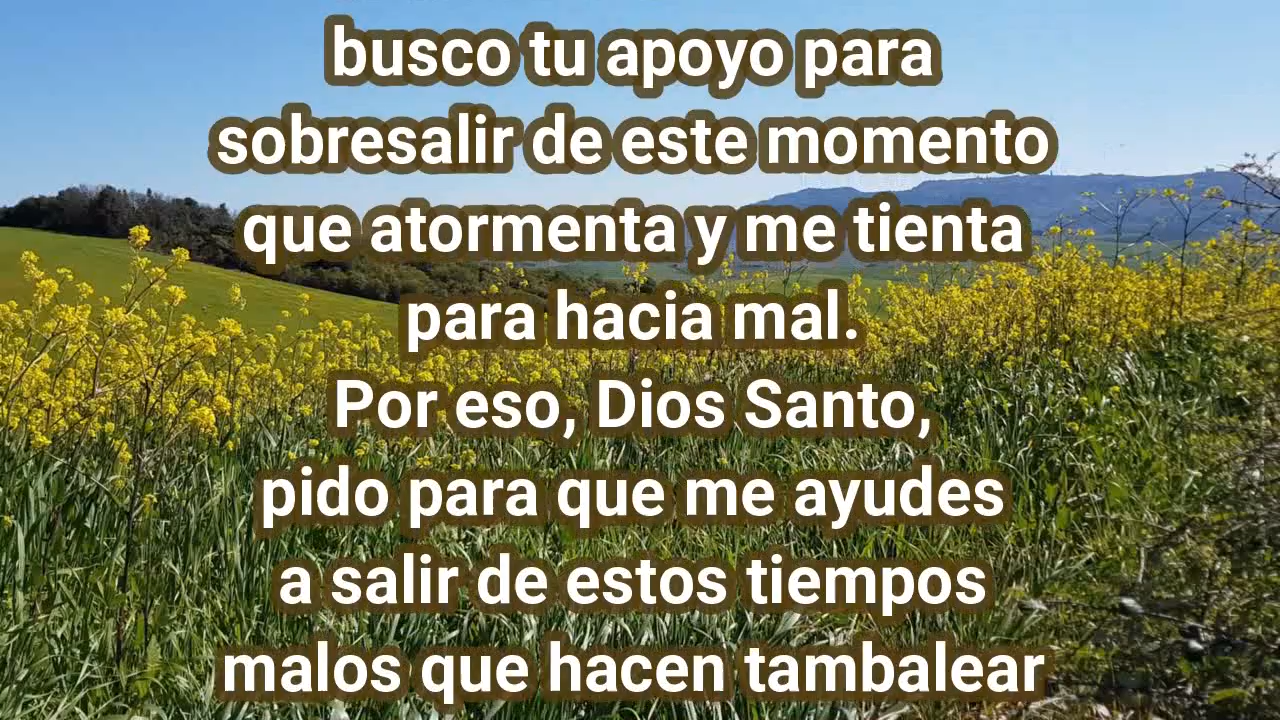 busco tu apoyo para
sobresalir de este momento
que atormenta y me tienta
para hacia mal.
Por eso, Dios Santo,
pido para que me ayudes
a salir de estos tiempos
malos que hacen tambalear